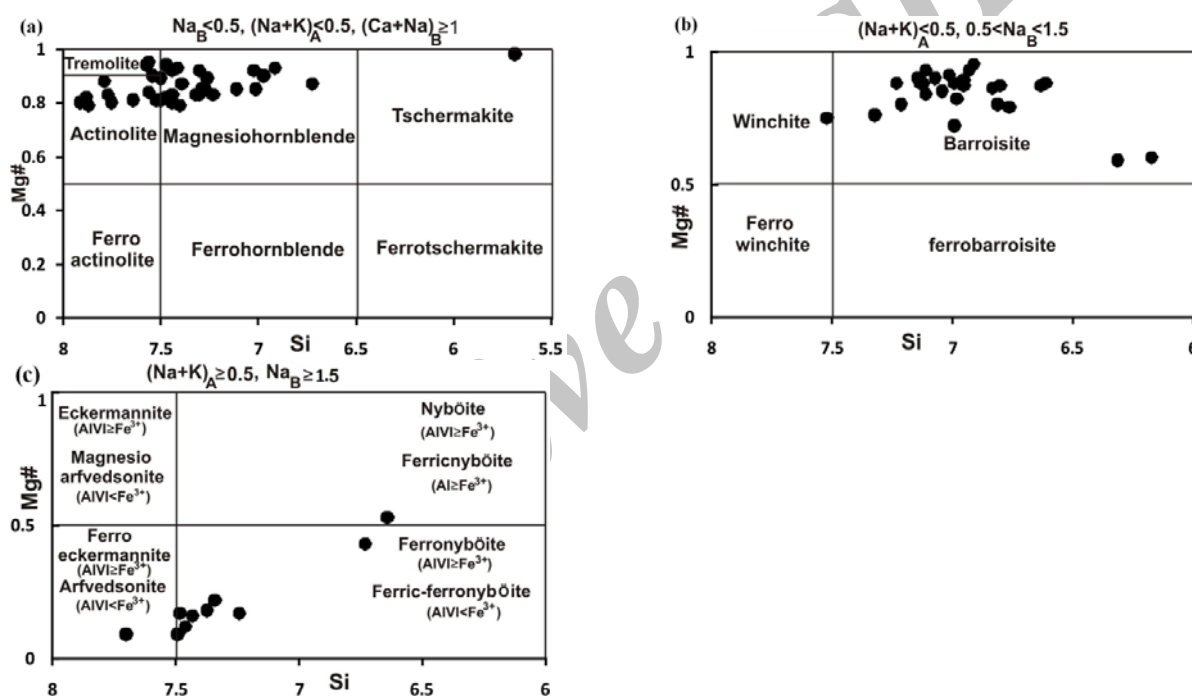 (a)
Na_B<0.5, (Na+K)_A<0.5, (Ca+Na)_B≥1
1
0.8
0.6
0.4
0.2
0
Mg#
Tremolite
Actinolite
Magnesiohornblende
Tschermakite
Ferro
actinolite
Ferrohornblende
Ferrotschermakite
8
7.5
7
6.5
6
5.5
Si
(b)
(Na+K)_A<0.5, 0.5<Na_B<1.5
1
0.5
0
Mg#
Winchite
Barroisite
Ferro
winchite
ferrobarroisite
8
7.5
7
6.5
6
Si
(c)
(Na+K)_A≥0.5, Na_B≥1.5
1
0.5
0
Mg#
Eckermannite
(AlVI≥Fe³⁺)
Magnesio
arfvedsonite
(AlVI<Fe³⁺)
Nyböite
(AlVI≥Fe³⁺)
Ferricnyböite
(Al≥Fe³⁺)
Ferro
eckermannite
(AlVI≥Fe³⁺)
Arfvedsonite
(AlVI<Fe³⁺)
Ferronyböite
(AlVI≥Fe³⁺)
Ferric-ferronyböite
(AlVI<Fe³⁺)
8
7.5
7
6.5
6
Si